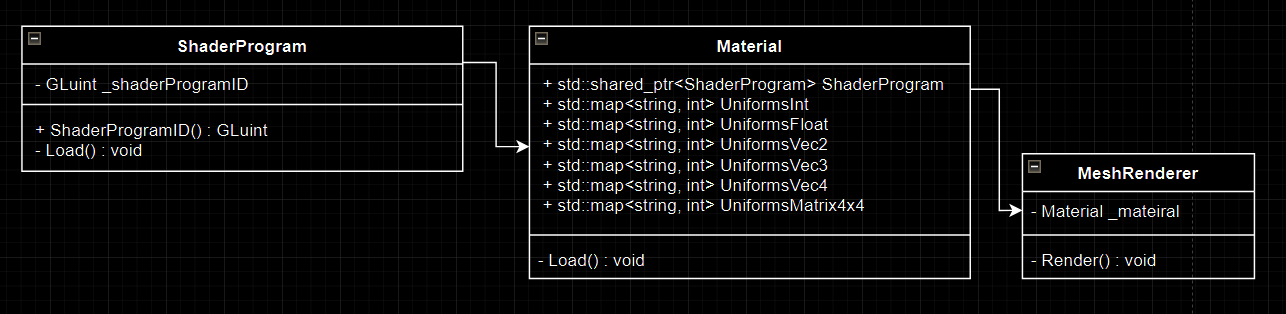 ShaderProgram
- GLuint _shaderProgramID
+ ShaderProgramID() : GLuint
- Load() : void
Material
+ std::shared_ptr<ShaderProgram> ShaderProgram
+ std::map<string, int> UniformsInt
+ std::map<string, int> UniformsFloat
+ std::map<string, int> UniformsVec2
+ std::map<string, int> UniformsVec3
+ std::map<string, int> UniformsVec4
+ std::map<string, int> UniformsMatrix4x4
- Load() : void
MeshRenderer
- Material _mateiral
- Render() : void